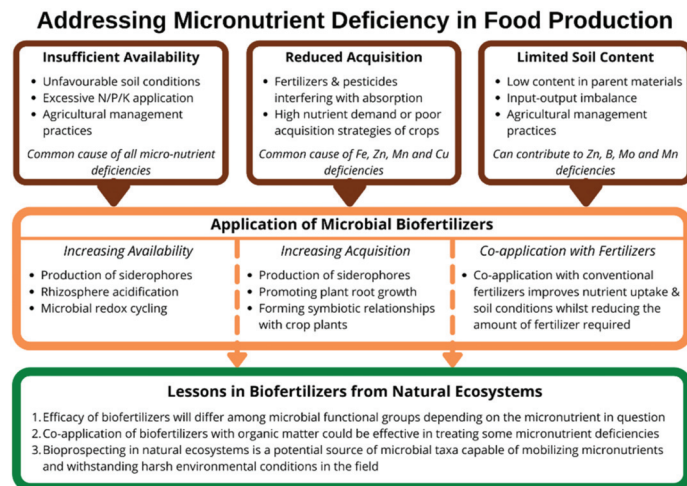 Addressing Micronutrient Deficiency in Food Production
Insufficient Availability
• Unfavourable soil conditions
• Excessive N/P/K application
• Agricultural management
practices
Common cause of all micro-nutrient
deficiencies
Reduced Acquisition
• Fertilizers & pesticides
interfering with absorption
• High nutrient demand or poor
acquisition strategies of crops
Common cause of Fe, Zn, Mn and Cu
deficiencies
Limited Soil Content
• Low content in parent materials
• Input-output imbalance
• Agricultural management
practices
Can contribute to Zn, B, Mo and Mn
deficiencies
Application of Microbial Biofertilizers
Increasing Availability
• Production of siderophores
• Rhizosphere acidification
• Microbial redox cycling
Increasing Acquisition
• Production of siderophores
• Promoting plant root growth
• Forming symbiotic relationships
with crop plants
Co-application with Fertilizers
• Co-application with conventional
fertilizers improves nutrient uptake &
soil conditions whilst reducing the
amount of fertilizer required
Lessons in Biofertilizers from Natural Ecosystems
1. Efficacy of biofertilizers will differ among microbial functional groups depending on the micronutrient in question
2. Co-application of biofertilizers with organic matter could be effective in treating some micronutrient deficiencies
3. Bioprospecting in natural ecosystems is a potential source of microbial taxa capable of mobilizing micronutrients
and withstanding harsh environmental conditions in the field